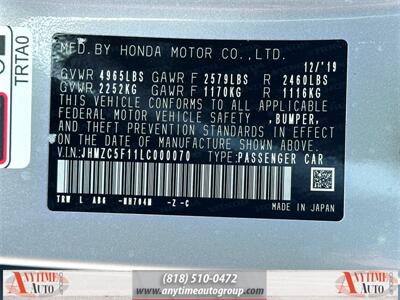 TRTA0
MFD.BY HONDA MOTOR CO.,LTD. 12/'19
GVWR 4965LBS GAWR F 2579LBS R 2460LBS
GVWR 2252KG GAWR F 1170KG R 1116KG
THIS VEHICLE CONFORMS TO ALL APPLICABLE
FEDERAL MOTOR VEHICLE SAFETY ,BUMPER,
AND THEFT PREVENTION STANDARDS IN EFFECT
ON THE DATE OF MANUFACTURE SHOWN ABOVE.
V.I.N:JHMZC5F11LC000070 TYPE:PASSENGER CAR
TRW L ABG -NH704M -Z -C
MADE IN JAPAN
ANYTIME AUTO
(818) 510-0472
www.anytimeautogroup.com
ANYTIME AUTO